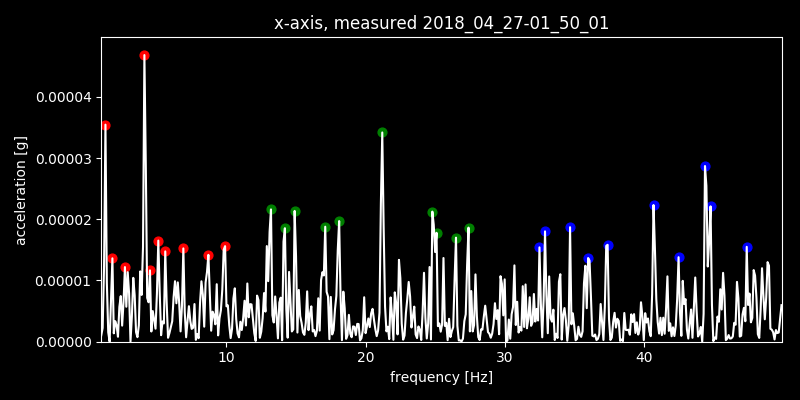 x-axis, measured 2018_04_27-01_50_01
acceleration [g]
0.00004
0.00003
0.00002
0.00001
0.00000
10 20 30 40
frequency [Hz]